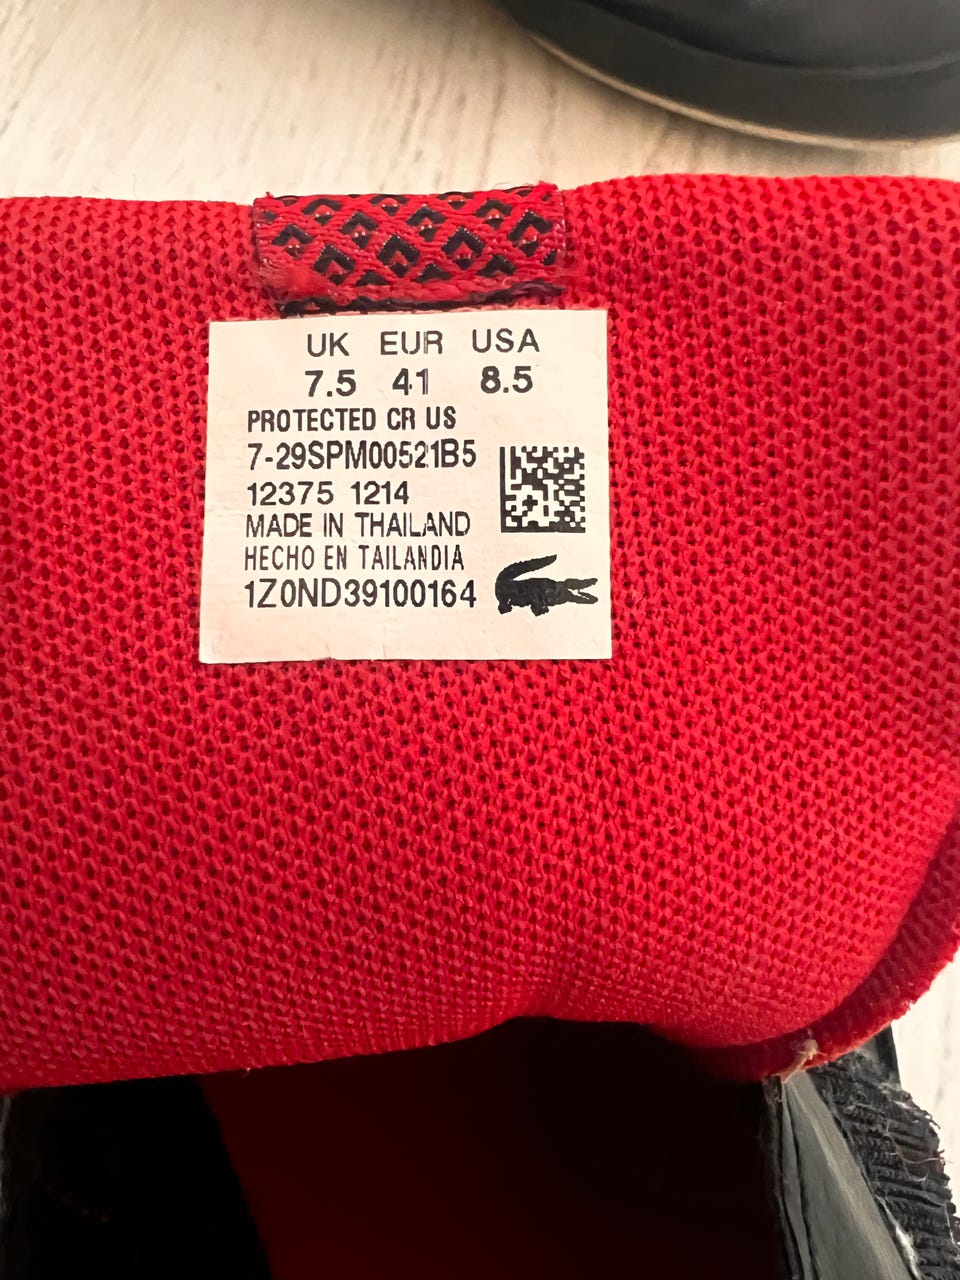 UK EUR USA
7.5 41 8.5
PROTECTED CR US
7-29SPM00521B5
12375 1214
MADE IN THAILAND
HECHO EN TAILANDIA
1Z0ND39100164